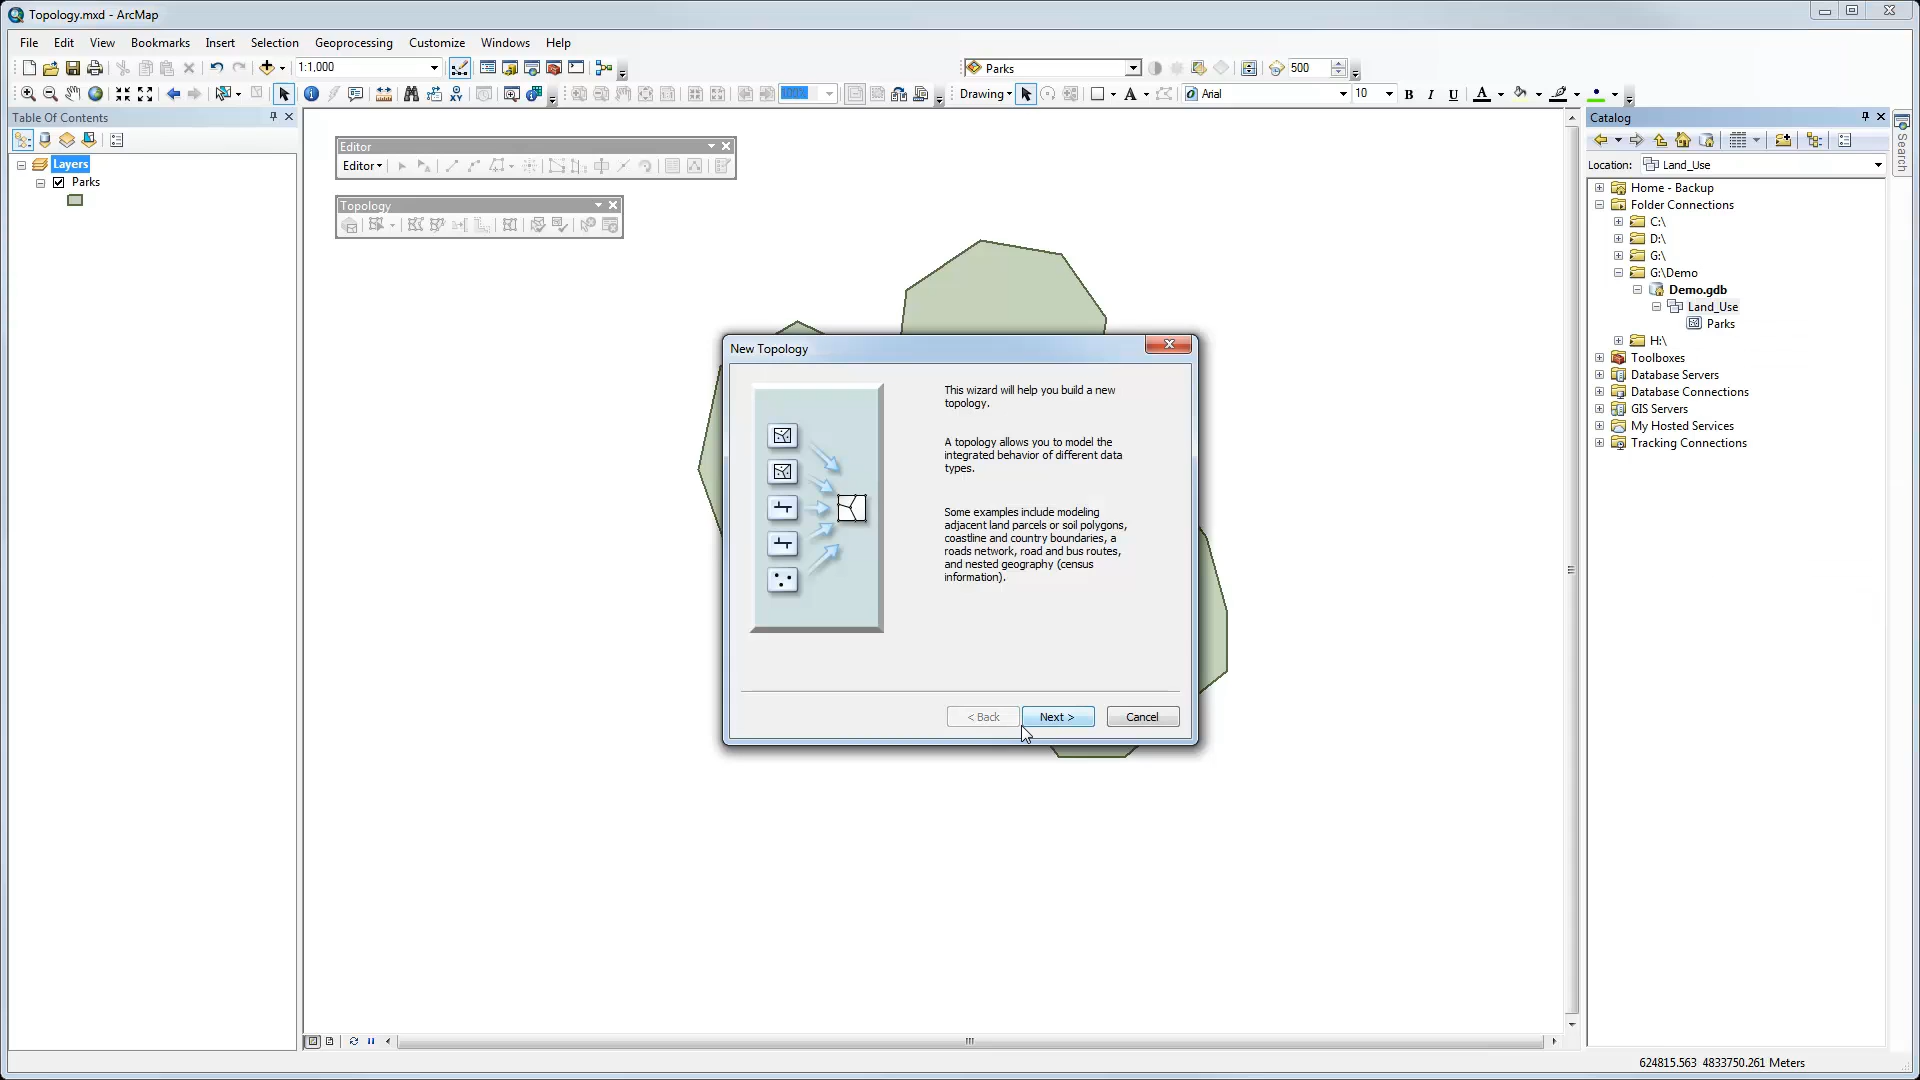 Topology.mxd - ArcMap
File Edit View Bookmarks Insert Selection Geoprocessing Customize Windows Help
1:1,000
Parks
500
100%
Drawing
Arial
10
B I U A
Table Of Contents
Layers
Parks
Editor
Editor
Topology
New Topology
This wizard will help you build a new
topology.
A topology allows you to model the
integrated behavior of different data
types.
Some examples include modeling
adjacent land parcels or soil polygons,
coastline and country boundaries, a
roads network, road and bus routes,
and nested geography (census
information).
< Back
Next >
Cancel
Catalog
Location: Land_Use
Home - Backup
Folder Connections
C:\
D:\
G:\
G:\Demo
Demo.gdb
Land_Use
Parks
H:\
Toolboxes
Database Servers
Database Connections
GIS Servers
My Hosted Services
Tracking Connections
Search
624815.563 4833750.261 Meters